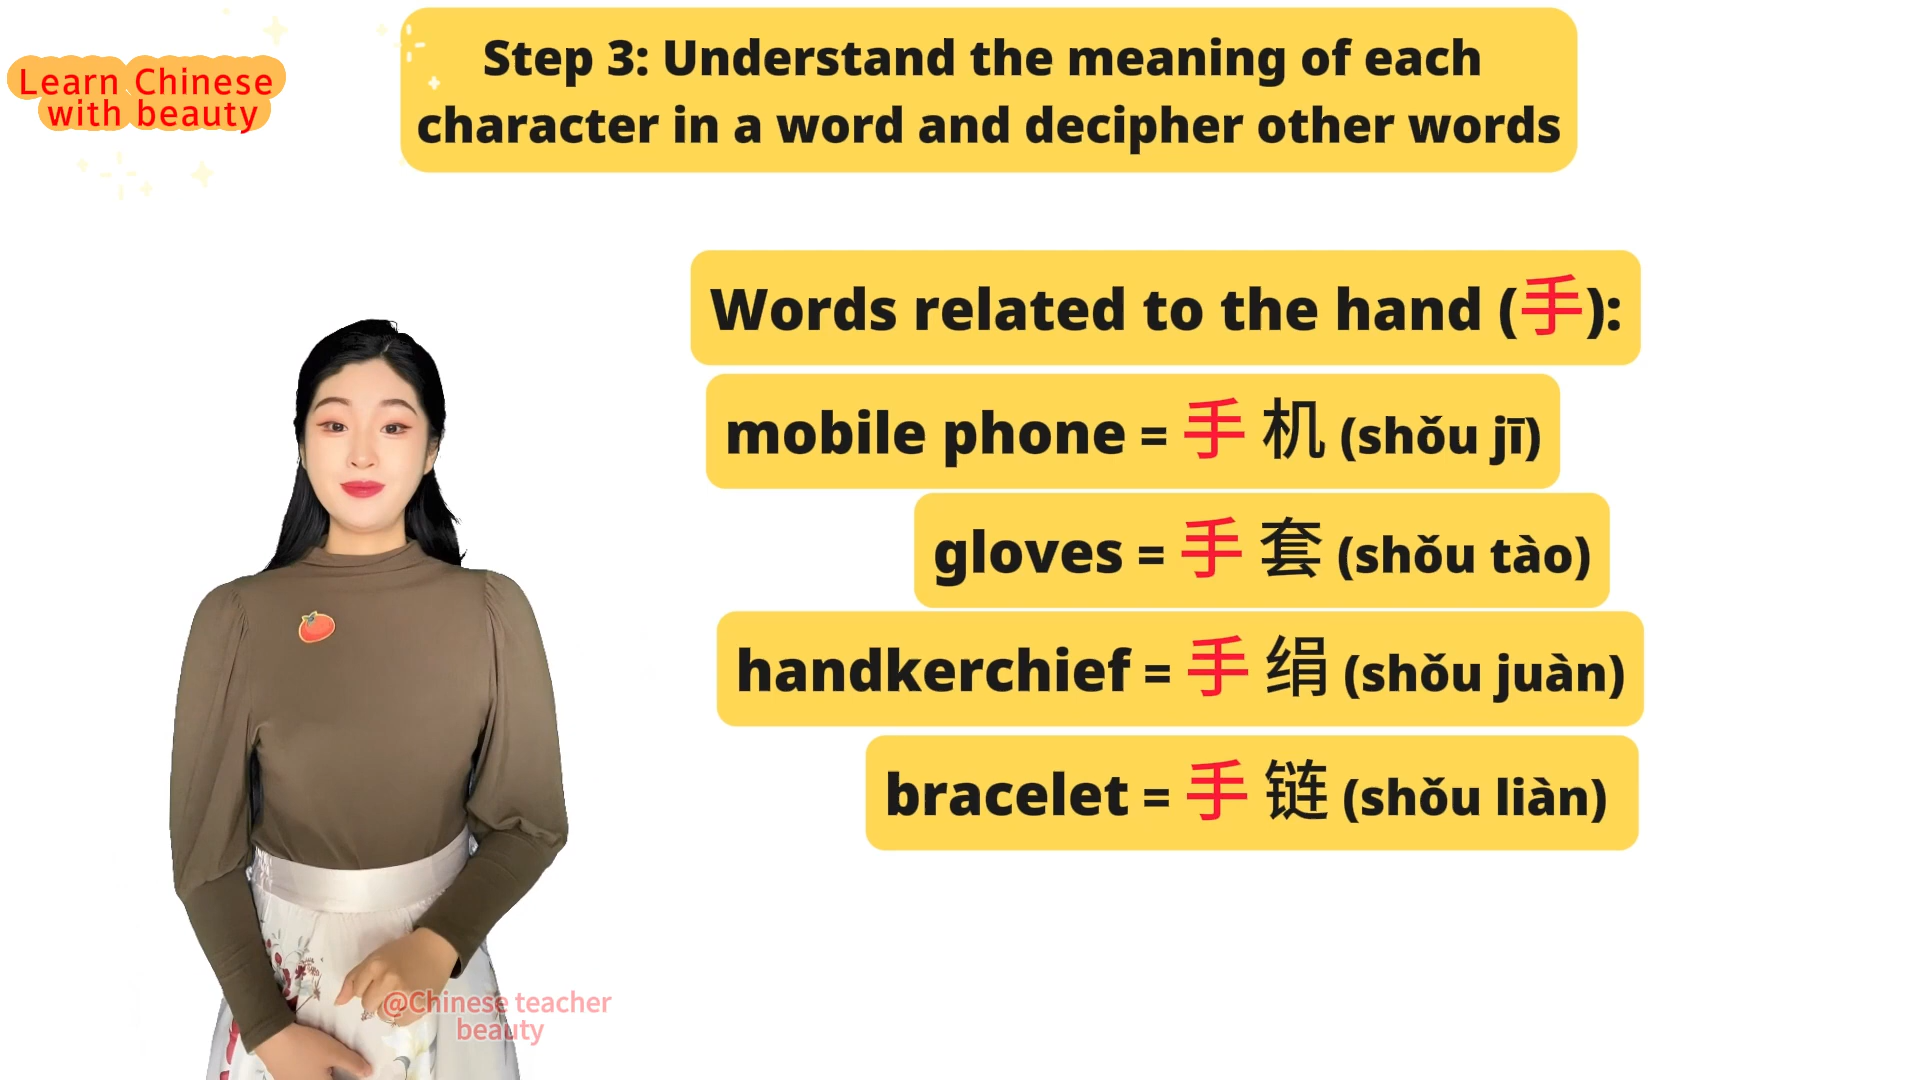 Learn Chinese
with beauty
Step 3: Understand the meaning of each
character in a word and decipher other words
Words related to the hand (手):
mobile phone = 手 机 (shǒu jī)
gloves = 手 套 (shǒu tào)
handkerchief = 手 绢 (shǒu juàn)
bracelet = 手 链 (shǒu liàn)
@Chinese teacher
beauty